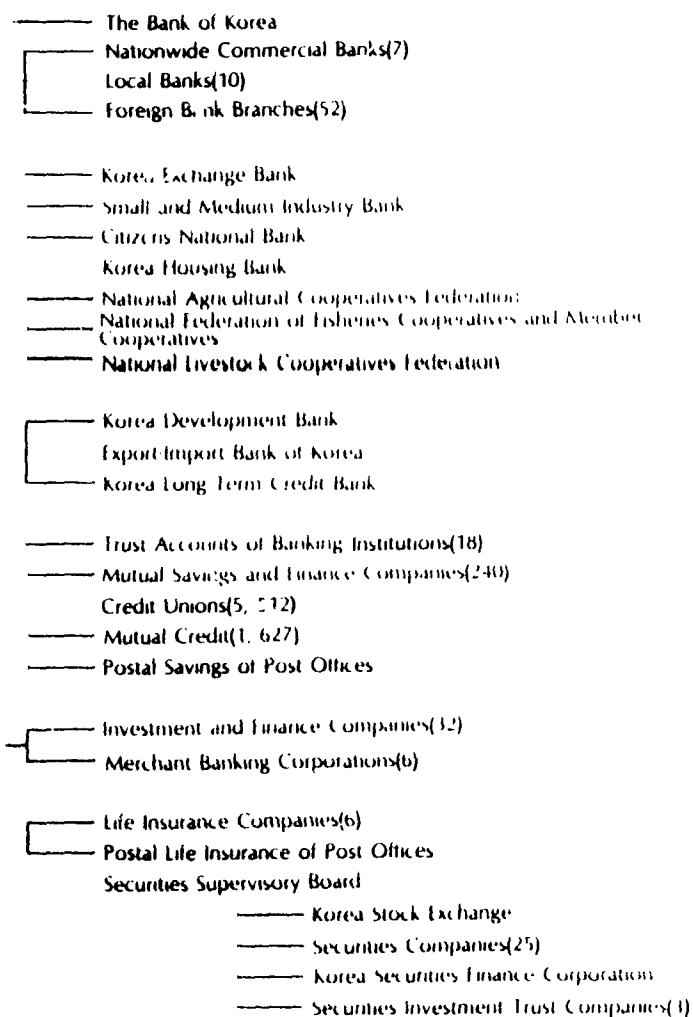 The Bank of Korea
Nationwide Commercial Banks(7)
Local Banks(10)
Foreign Bank Branches(52)
Korea Exchange Bank
Small and Medium Industry Bank
Citizens National Bank
Korea Housing Bank
National Agricultural Cooperatives Federation
National Federation of Fisheries Cooperatives and Member
Cooperatives
National Livestock Cooperatives Federation
Korea Development Bank
Export-Import Bank of Korea
Korea Long Term Credit Bank
Trust Accounts of Banking Institutions(18)
Mutual Savings and Finance Companies(240)
Credit Unions(5,
Mutual Credit(1, 627)
Postal Savings of Post Offices
Investment and Finance Companies(32)
Merchant Banking Corporations(6)
Life Insurance Companies(6)
Postal Life Insurance of Post Offices
Securities Supervisory Board
Korea Stock Exchange
Securities Companies(25)
Korea Securities Finance Corporation
Securities Investment Trust Companies(3)